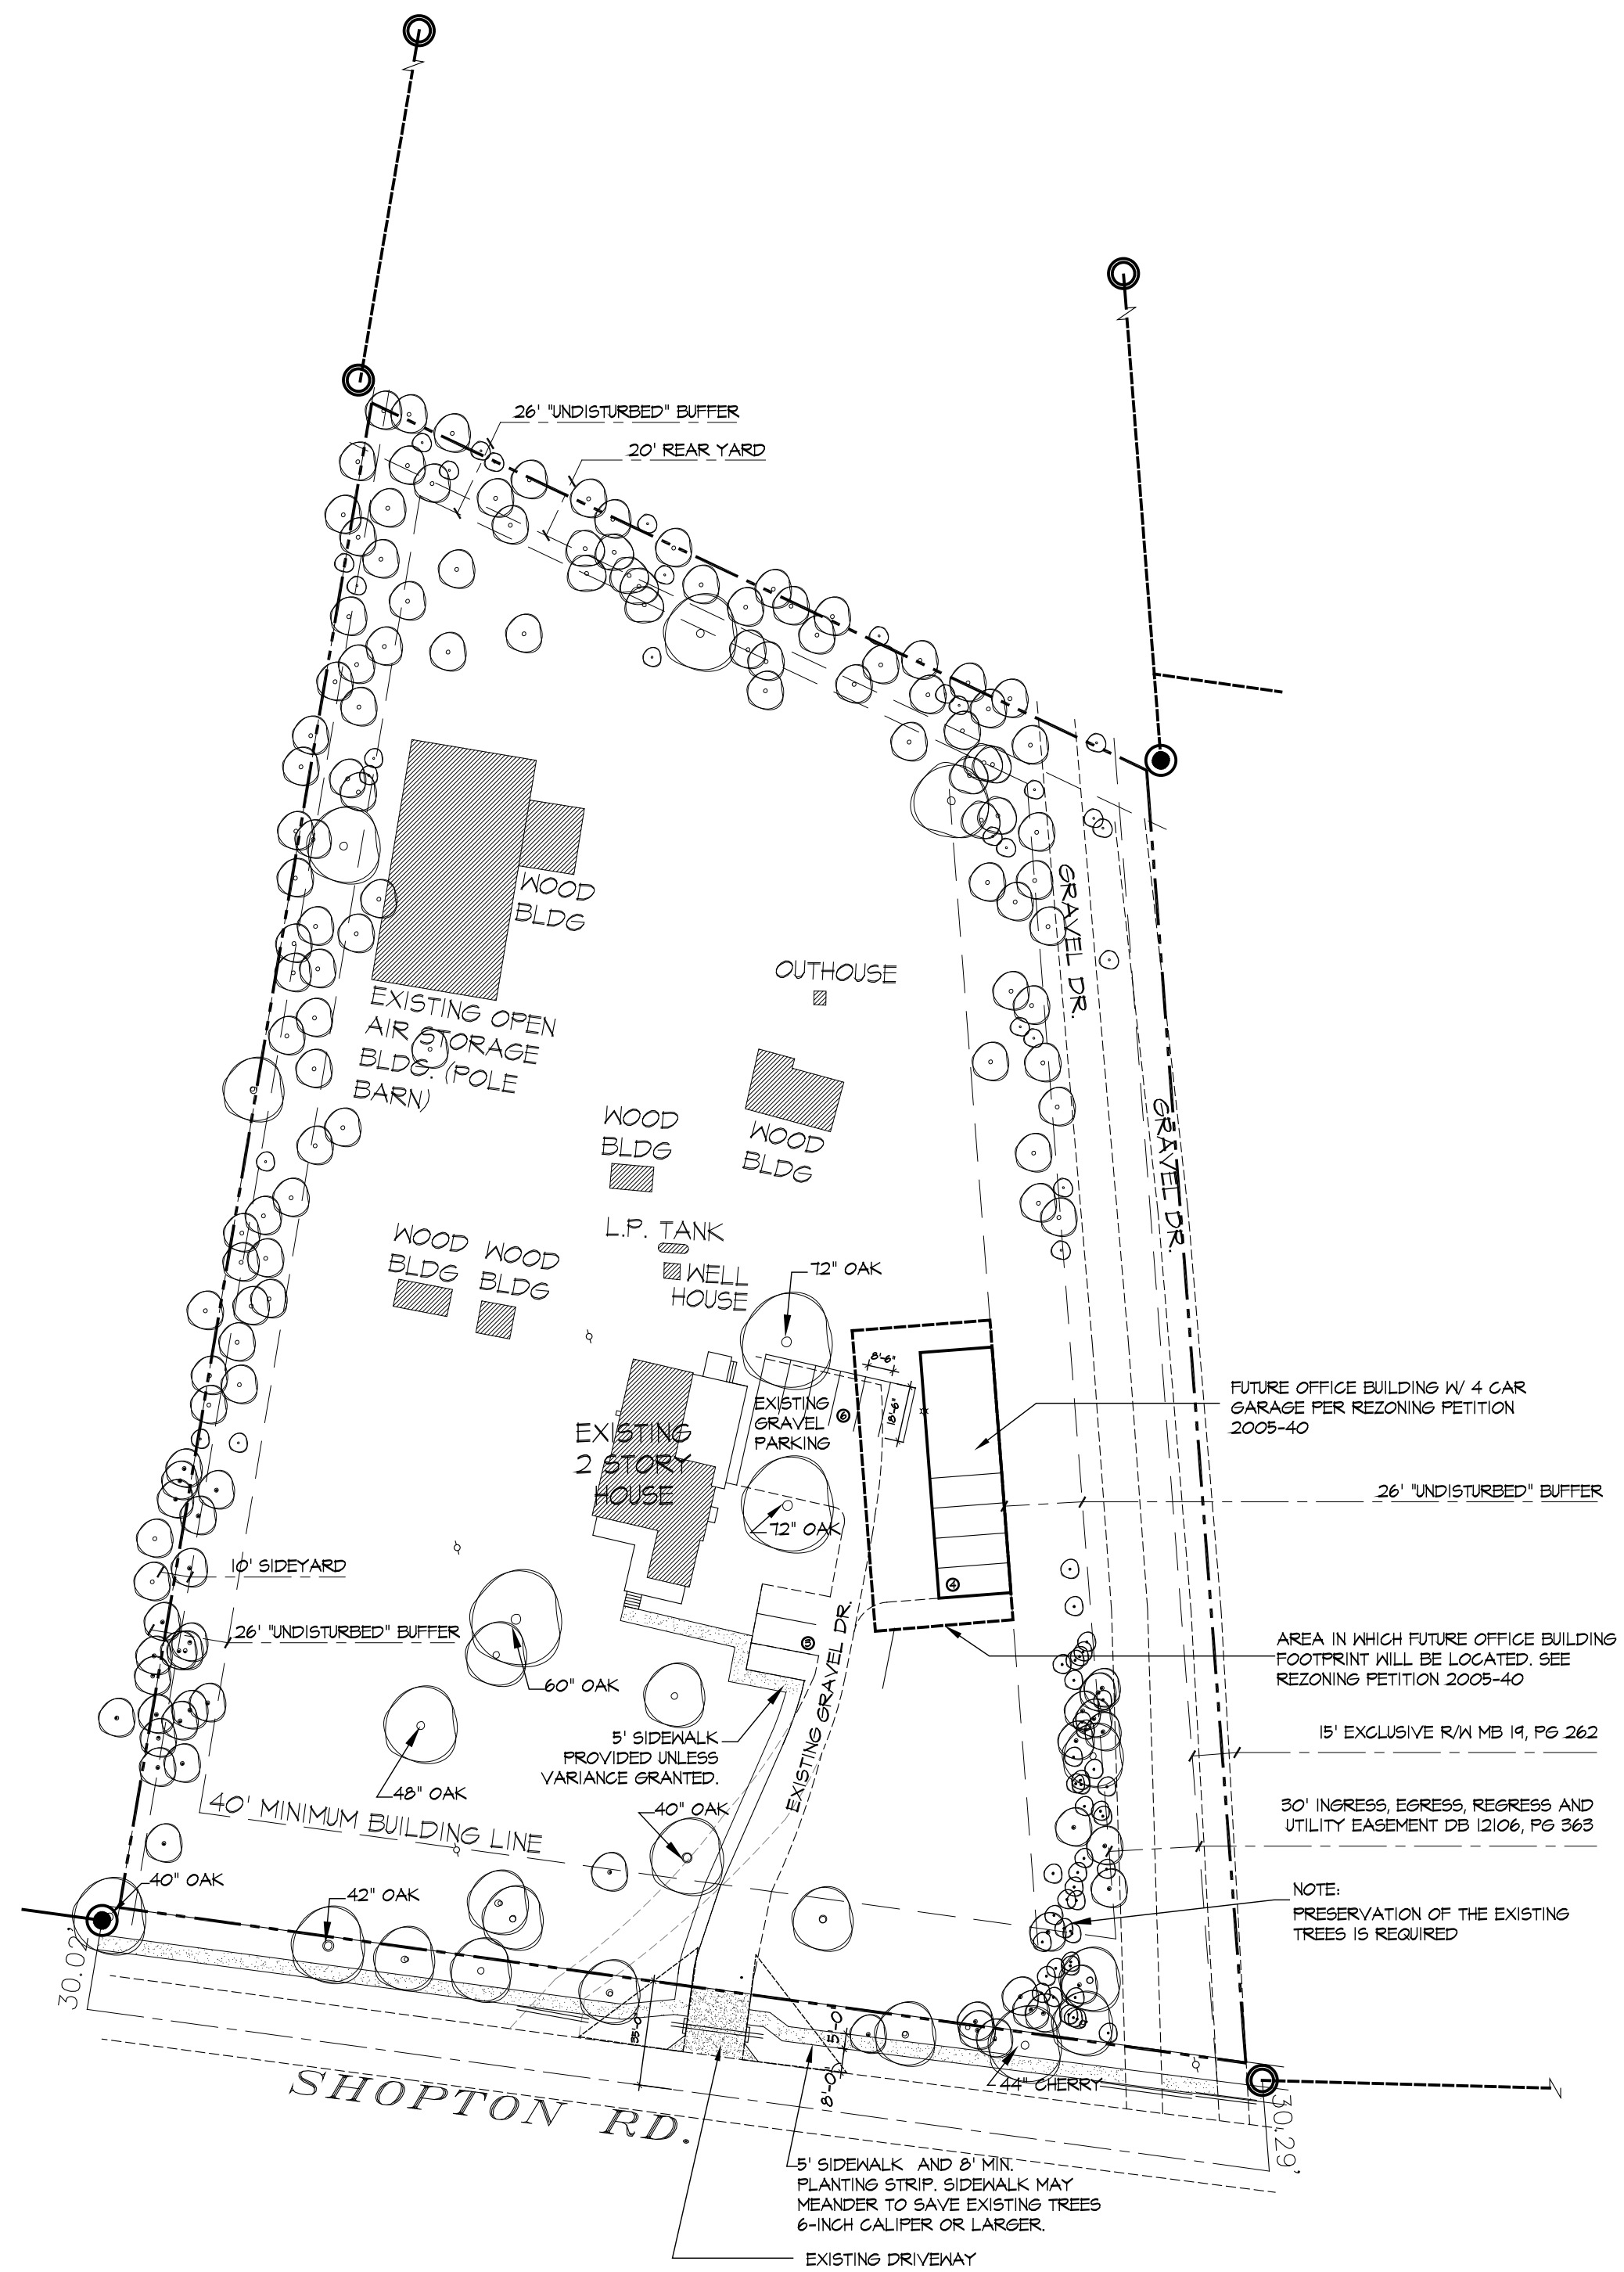 26' "UNDISTURBED" BUFFER
20' REAR YARD
WOOD
BLDG
EXISTING OPEN
AIR STORAGE
BLDG. (POLE
BARN)
OUTHOUSE
GRAVEL DR.
GRAVEL DR.
WOOD
BLDG
WOOD
BLDG
L.P. TANK
WELL
HOUSE
WOOD
BLDG
WOOD
BLDG
72" OAK
8'-6"
18'-6"
EXISTING
GRAVEL
PARKING
6
EXISTING
2 STORY
HOUSE
72" OAK
4
FUTURE OFFICE BUILDING W/ 4 CAR
GARAGE PER REZONING PETITION
2005-40
26' "UNDISTURBED" BUFFER
10' SIDEYARD
26' "UNDISTURBED" BUFFER
60" OAK
EXISTING GRAVEL DR.
AREA IN WHICH FUTURE OFFICE BUILDING
FOOTPRINT WILL BE LOCATED. SEE
REZONING PETITION 2005-40
5' SIDEWALK
PROVIDED UNLESS
VARIANCE GRANTED.
15' EXCLUSIVE R/W MB 19, PG 262
48" OAK
40' MINIMUM BUILDING LINE
40" OAK
30' INGRESS, EGRESS, REGRESS AND
UTILITY EASEMENT DB 12106, PG 363
40" OAK
42" OAK
NOTE:
PRESERVATION OF THE EXISTING
TREES IS REQUIRED
30.02'
5'-0
8'-0"
44" CHERRY
SHOPTON RD.
30.29'
5' SIDEWALK AND 8' MIN.
PLANTING STRIP. SIDEWALK MAY
MEANDER TO SAVE EXISTING TREES
6-INCH CALIPER OR LARGER.
EXISTING DRIVEWAY